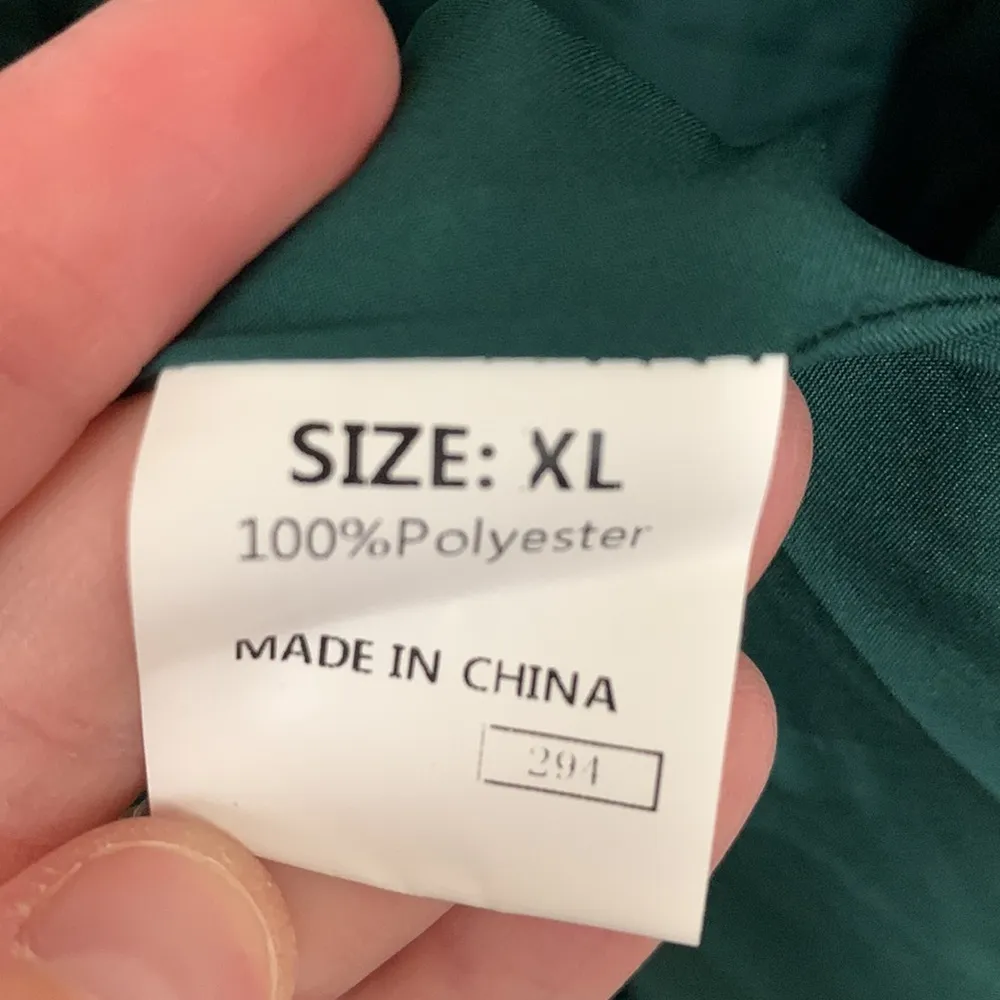 SIZE: XL
100%Polyester
MADE IN CHINA
294